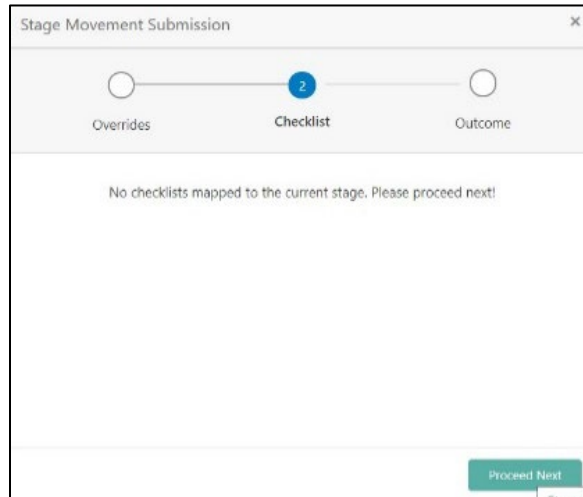 Stage Movement Submission
×
2
Overrides
Checklist
Outcome
No checklists mapped to the current stage. Please proceed next!
Proceed Next